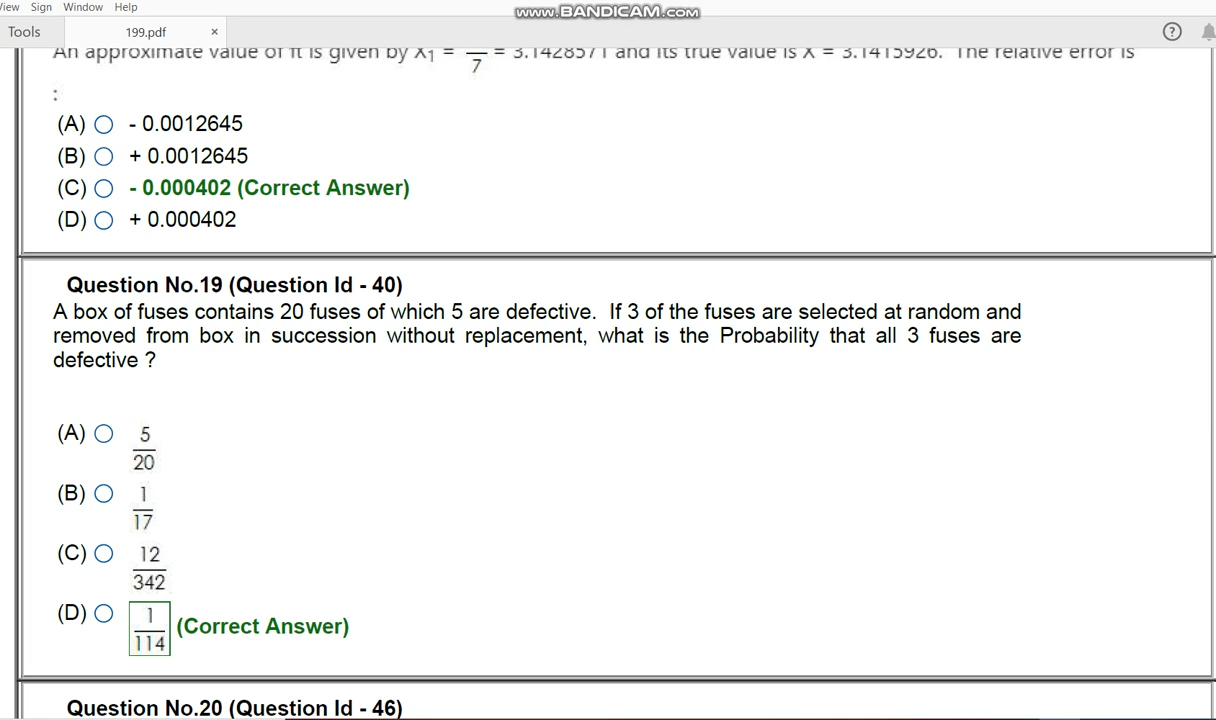 View Sign Window Help
www.BANDICAM.com
Tools 199.pdf × ?
An approximate value of π is given by X₁ = — = 3.1428571 and its true value is X = 3.1415926. The relative error is
7
:
(A) - 0.0012645
(B) + 0.0012645
(C) - 0.000402 (Correct Answer)
(D) + 0.000402
Question No.19 (Question Id - 40)
A box of fuses contains 20 fuses of which 5 are defective. If 3 of the fuses are selected at random and
removed from box in succession without replacement, what is the Probability that all 3 fuses are
defective ?
(A) 5
20
(B) 1
17
(C) 12
342
(D) 1
114 (Correct Answer)
Question No.20 (Question Id - 46)